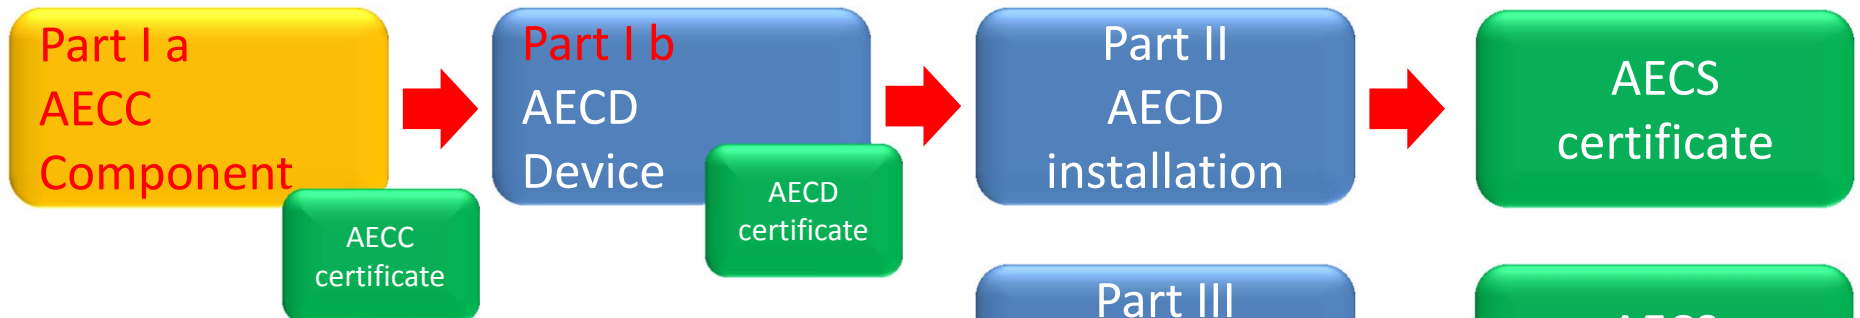 Part I a
AECC
Component
AECC
certificate
Part I b
AECD
Device
AECD
certificate
Part II
AECD
installation
AECS
certificate
Part III